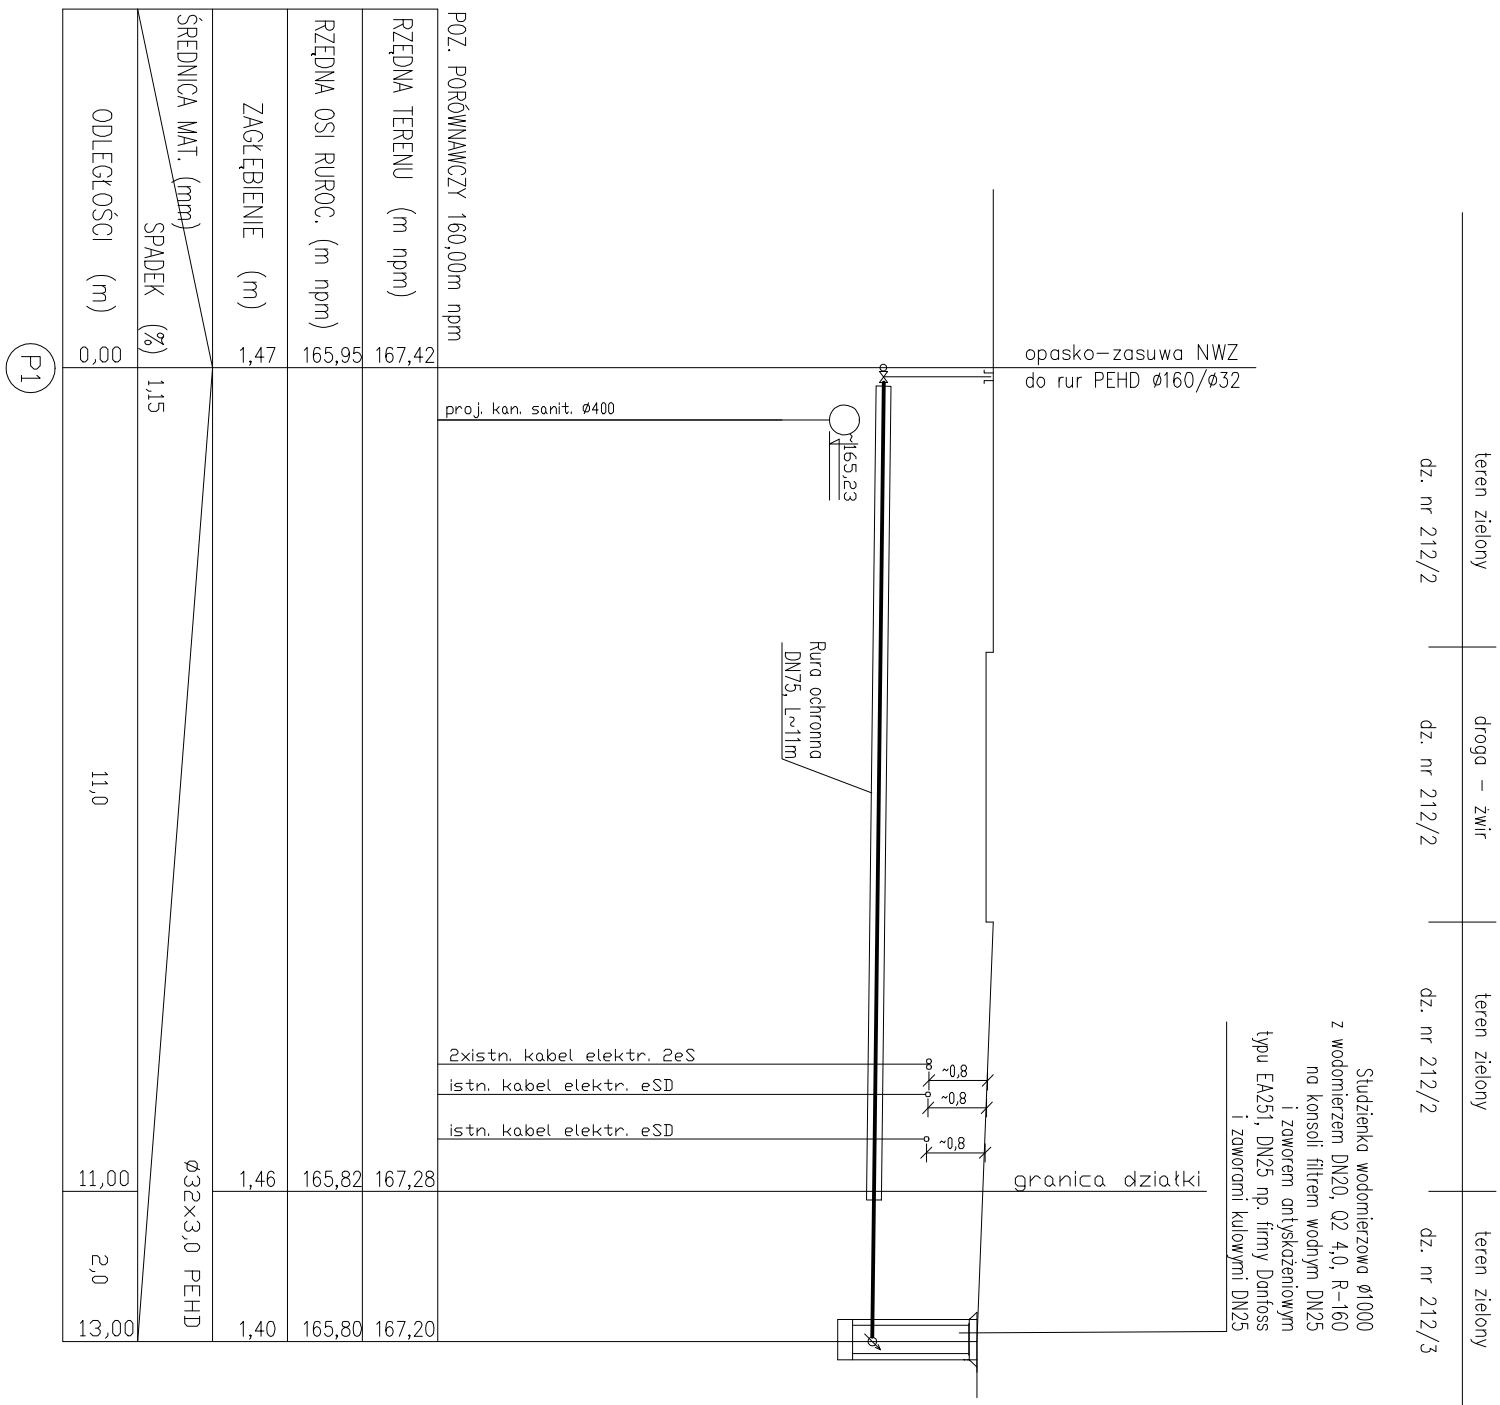 teren zielony
droga - żwir
teren zielony
teren zielony
dz. nr 212/2
dz. nr 212/2
dz. nr 212/2
dz. nr 212/3
Studzienka wodomierzowa ø1000
z wodomierzem DN20, Q2 4,0, R-160
na konsoli filtrem wodnym DN25
i zaworem antyskażeniowym
typu EA251, DN25 np. firmy Danfoss
i zaworami kulowymi DN25
opasko-zasuwa NWZ
do rur PEHD ø160/ø32
granica działki
~165,23
Rura ochronna
DN75, L~11m
~0,8
~0,8
~0,8
proj. kan. sanit. ø400
2xistn. kabel elektr. 2eS
istn. kabel elektr. eSD
istn. kabel elektr. eSD
POZ. PORÓWNAWCZY 160,00m npm
RZĘDNA TERENU (m npm) 167,42 167,28 167,20
RZĘDNA OSI RUROC. (m npm) 165,95 165,82 165,80
ZAGŁĘBIENIE (m) 1,47 1,46 1,40
ŚREDNICA MAT. (mm) ø32x3,0 PEHD
SPADEK (%) 1,15
ODLEGŁOŚCI (m) 0,00 11,0 11,00 2,0 13,00
P1